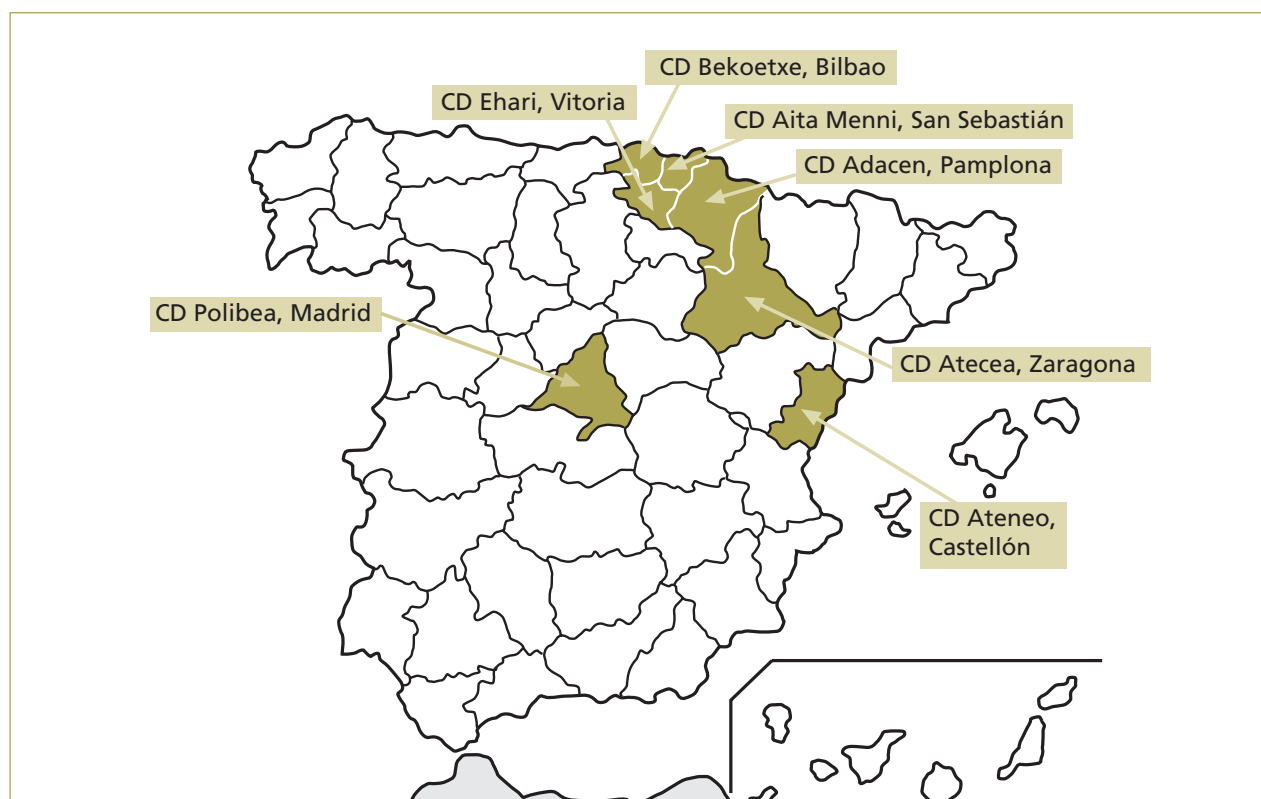 CD Bekoetxe, Bilbao
CD Ehari, Vitoria
CD Aita Menni, San Sebastián
CD Adacen, Pamplona
CD Polibea, Madrid
CD Atecea, Zaragona
CD Ateneo,
Castellón